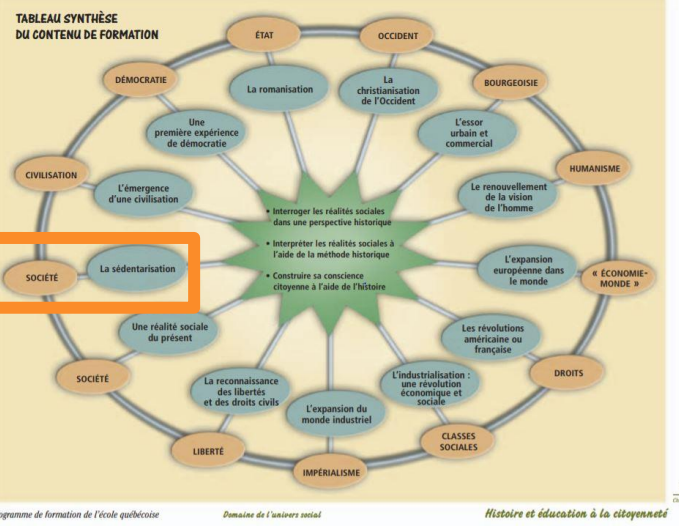 TABLEAU SYNTHÈSE
DU CONTENU DE FORMATION
ÉTAT
OCCIDENT
DÉMOCRATIE
La romanisation
La
christianisation
de l'Occident
BOURGEOISIE
Une
première expérience
de démocratie
L'essor
urbain et
commercial
CIVILISATION
L'émergence
d'une civilisation
Le renouvellement
de la vision
de l'homme
HUMANISME
• Interroger les réalités sociales
dans une perspective historique
• Interpréter les réalités sociales à
l'aide de la méthode historique
• Construire sa conscience
citoyenne à l'aide de l'histoire
SOCIÉTÉ
La sédentarisation
L'expansion
européenne dans
le monde
« ÉCONOMIE-
MONDE »
Une réalité sociale
du présent
Les révolutions
américaine ou
française
SOCIÉTÉ
La reconnaissance
des libertés
et des droits civils
L'expansion du
monde industriel
L'industrialisation :
une révolution
économique et
sociale
DROITS
LIBERTÉ
IMPÉRIALISME
CLASSES
SOCIALES
ogramme de formation de l'école québécoise
Domaine de l'univers social
Histoire et éducation à la citoyenneté